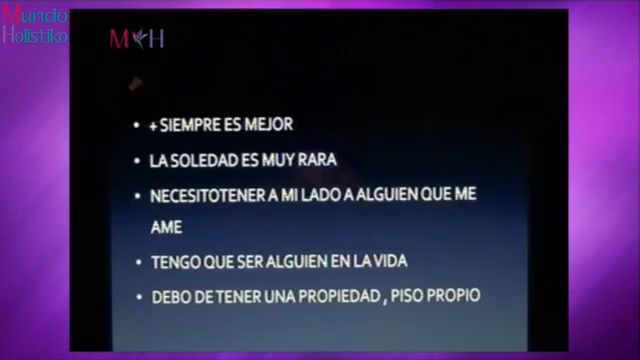 Mundo
Holistiko
M H
+ SIEMPRE ES MEJOR
LA SOLEDAD ES MUY RARA
NECESITOTENER A MI LADO A ALGUIEN QUE ME
AME
TENGO QUE SER ALGUIEN EN LA VIDA
DEBO DE TENER UNA PROPIEDAD , PISO PROPIO